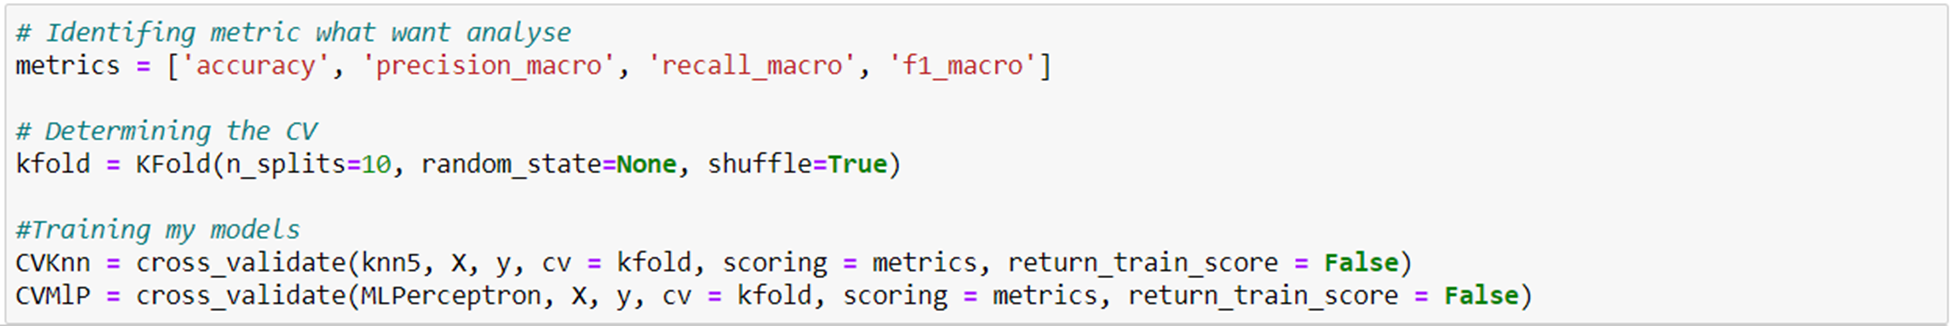 # Identifing metric what want analyse
metrics = ['accuracy', 'precision_macro', 'recall_macro', 'f1_macro']
# Determining the CV
kfold = KFold(n_splits=10, random_state=None, shuffle=True)
#Training my models
CVKnn = cross_validate(knn5, X, y, cv = kfold, scoring = metrics, return_train_score = False)
CVMlP = cross_validate(MLPerceptron, X, y, cv = kfold, scoring = metrics, return_train_score = False)